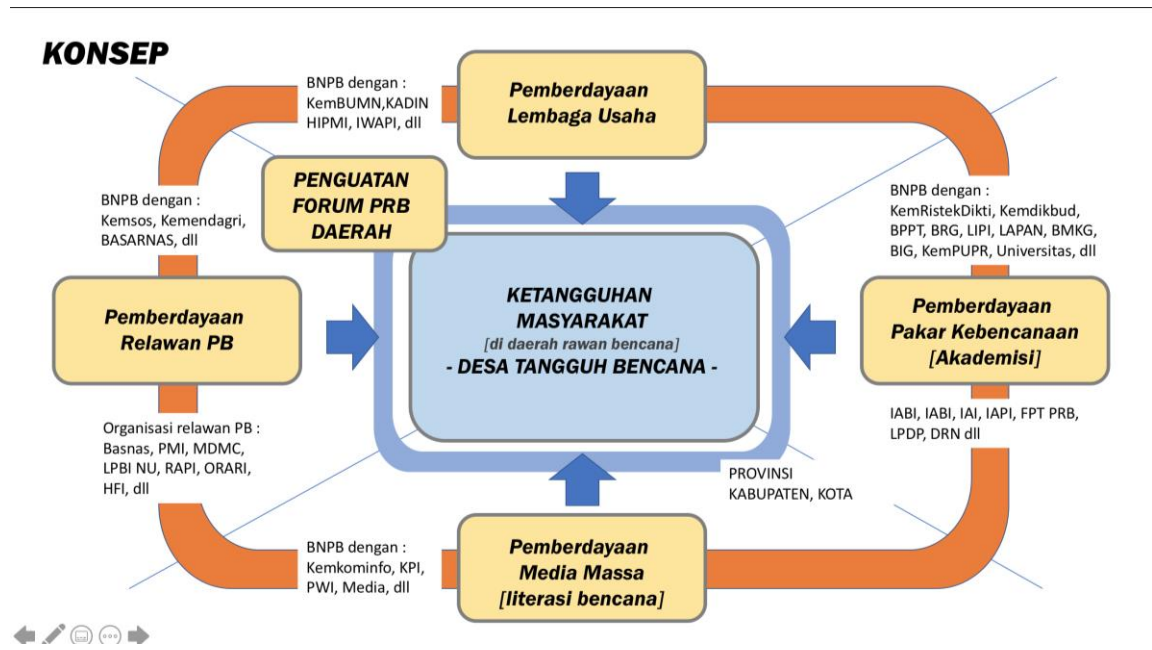 KONSEP
BNPB dengan :
KemBUMN,KADIN
HIPMI, IWAPI, dll
Pemberdayaan
Lembaga Usaha
PENGUATAN
FORUM PRB
DAERAH
BNPB dengan :
Kemsos, Kemendagri,
BASARNAS, dll
BNPB dengan :
KemRistekDikti, Kemdikbud,
BPPT, BRG, LIPI, LAPAN, BMKG,
BIG, KemPUPR, Universitas, dll
Pemberdayaan
Relawan PB
KETANGGUHAN
MASYARAKAT
[di daerah rawan bencana]
- DESA TANGGUH BENCANA -
Pemberdayaan
Pakar Kebencanaan
[Akademisi]
Organisasi relawan PB :
Basnas, PMI, MDMC,
LPBI NU, RAPI, ORARI,
HFI, dll
IABI, IABI, IAI, IAPI, FPT PRB,
LPDP, DRN dll
PROVINSI
KABUPATEN, KOTA
BNPB dengan :
Kemkominfo, KPI,
PWI, Media, dll
Pemberdayaan
Media Massa
[literasi bencana]